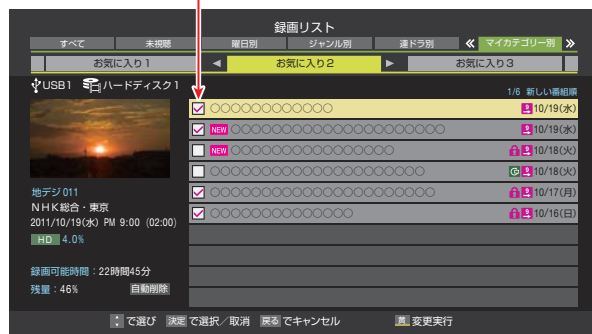 録画リスト
すべて 未視聴 曜日別 ジャンル別 連ドラ別 マイカテゴリー別
お気に入り1 お気に入り2 お気に入り3
USB1 ハードディスク1
1/6 新しい番組順
○○○○○○○○○○○○ 10/19(水)
NEW ○○○○○○○○○○○○○○○○○○○○○ 10/19(水)
NEW ○○○○○○○○○○○○○○○○ 10/18(火)
○○○○○○○○○○○○○○○○○○○○○ 10/18(火)
○○○○○○○○○○○○○○○○○○○○○○ 10/17(月)
○○○○○○○○○○○○○○ 10/16(日)
地デジ011
NHK総合・東京
2011/10/19(水) PM 9:00 (02:00)
HD 4.0%
録画可能時間：22時間45分
残量：46% 自動削除
で選び 決定 で選択／取消 戻る でキャンセル 黄 変更実行